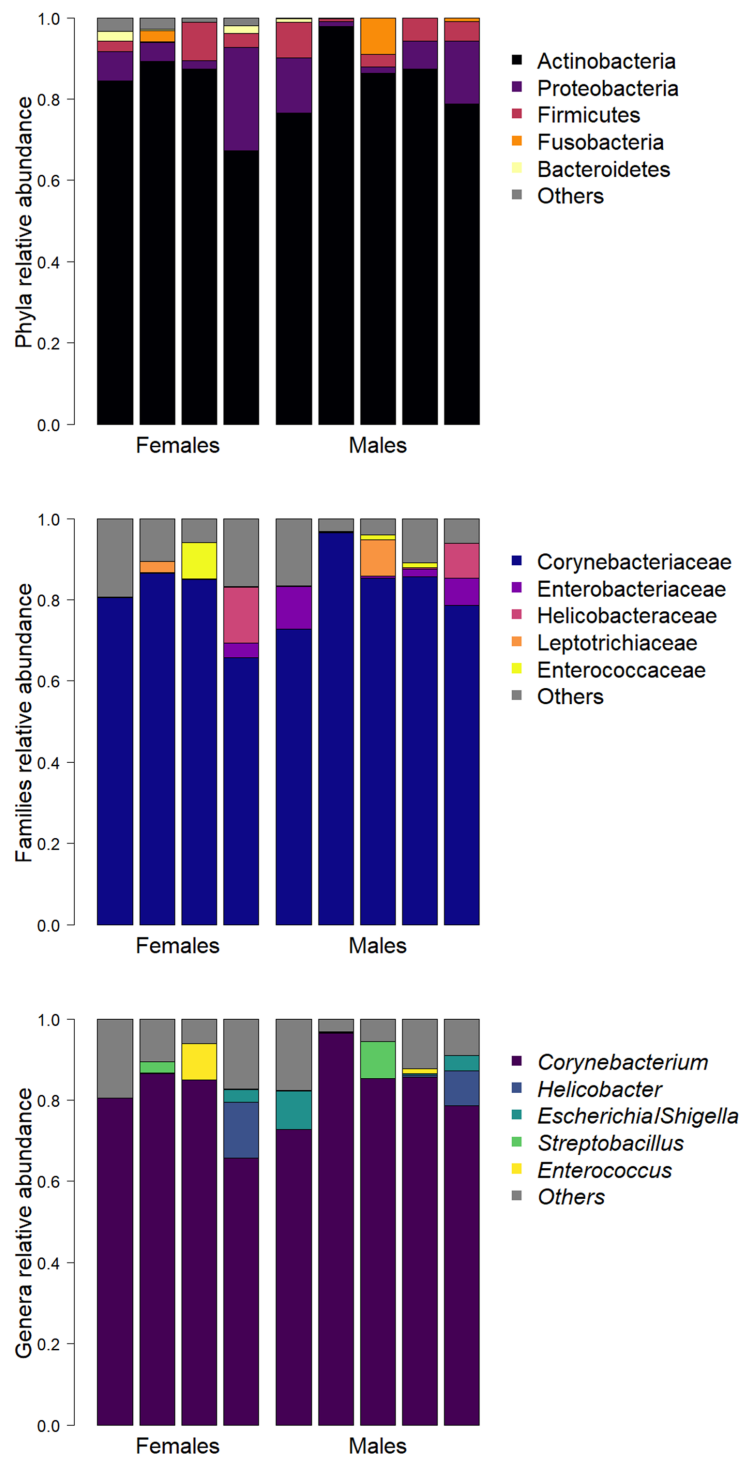 Phyla relative abundance
1.0
0.8
0.6
0.4
0.2
0.0
Females
Males
Actinobacteria
Proteobacteria
Firmicutes
Fusobacteria
Bacteroidetes
Others
Families relative abundance
1.0
0.8
0.6
0.4
0.2
0.0
Females
Males
Corynebacteriaceae
Enterobacteriaceae
Helicobacteraceae
Leptotrichiaceae
Enterococcaceae
Others
Genera relative abundance
1.0
0.8
0.6
0.4
0.2
0.0
Females
Males
Corynebacterium
Helicobacter
Escherichia/Shigella
Streptobacillus
Enterococcus
Others